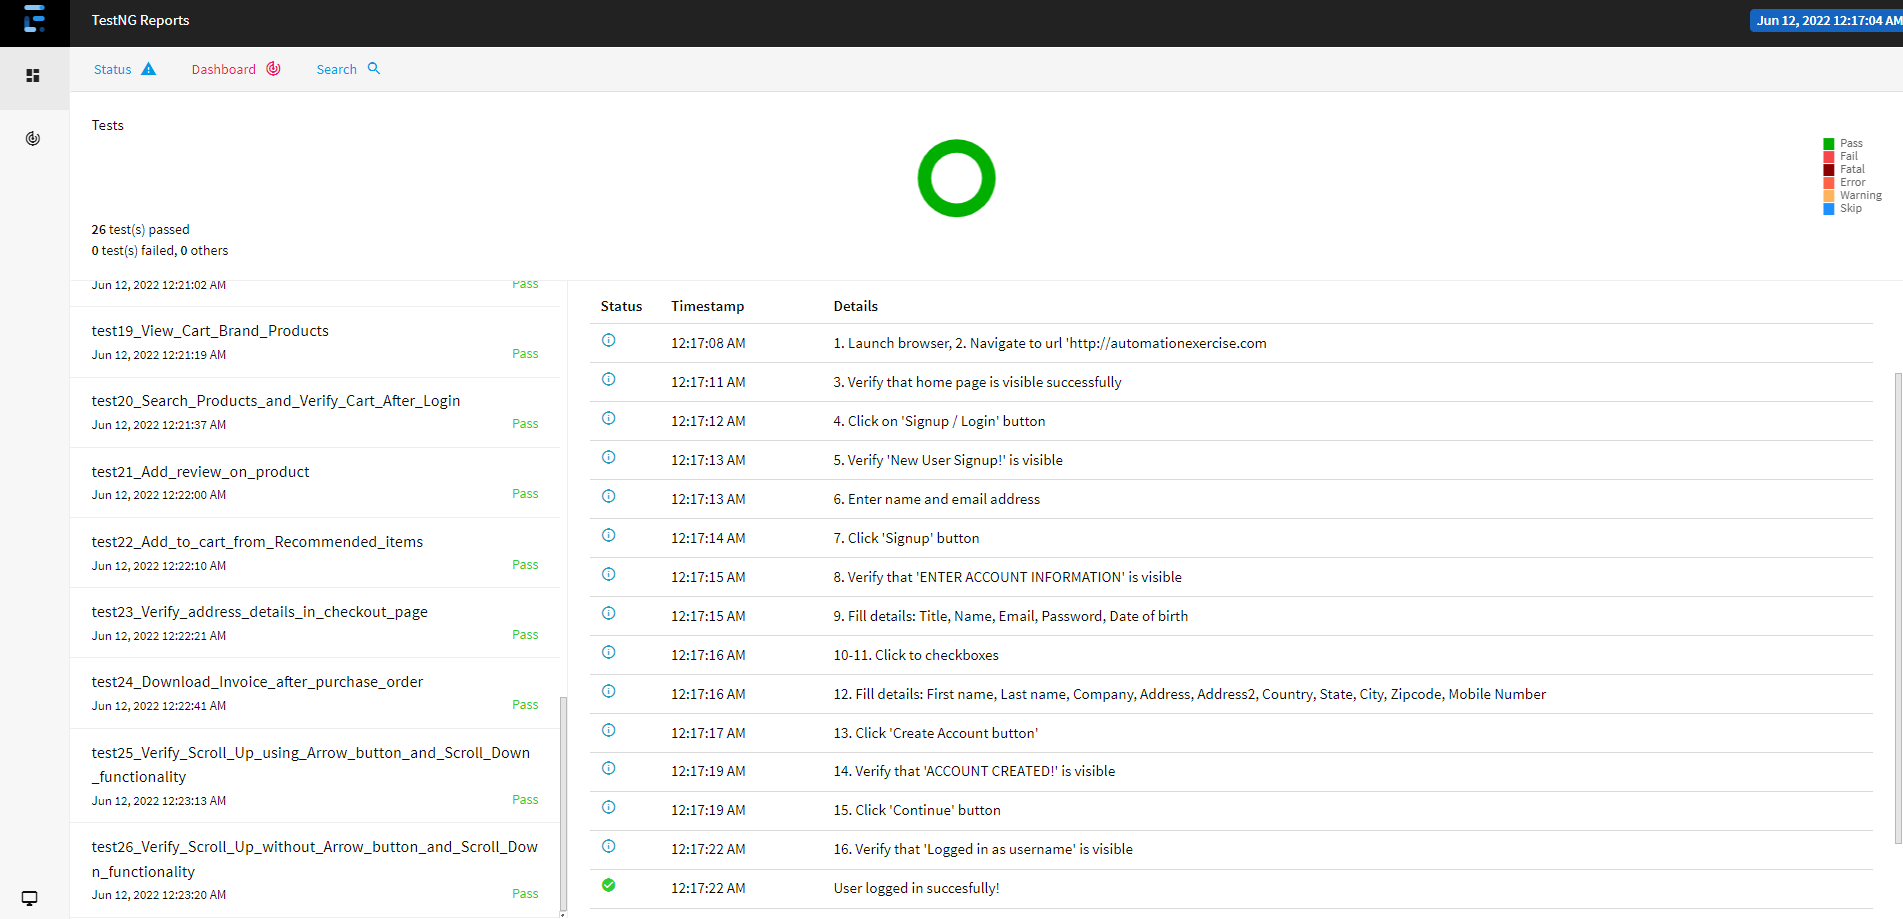 TestNG Reports
Jun 12, 2022 12:17:04 AM
Status
Dashboard
Search
Tests
Pass
Fail
Fatal
Error
Warning
Skip
26 test(s) passed
0 test(s) failed, 0 others
Jun 12, 2022 12:21:02 AM Pass
test19_View_Cart_Brand_Products
Jun 12, 2022 12:21:19 AM Pass
test20_Search_Products_and_Verify_Cart_After_Login
Jun 12, 2022 12:21:37 AM Pass
test21_Add_review_on_product
Jun 12, 2022 12:22:00 AM Pass
test22_Add_to_cart_from_Recommended_items
Jun 12, 2022 12:22:10 AM Pass
test23_Verify_address_details_in_checkout_page
Jun 12, 2022 12:22:21 AM Pass
test24_Download_Invoice_after_purchase_order
Jun 12, 2022 12:22:41 AM Pass
test25_Verify_Scroll_Up_using_Arrow_button_and_Scroll_Down
_functionality
Jun 12, 2022 12:23:13 AM Pass
test26_Verify_Scroll_Up_without_Arrow_button_and_Scroll_Dow
n_functionality
Jun 12, 2022 12:23:20 AM Pass
Status Timestamp Details
12:17:08 AM 1. Launch browser, 2. Navigate to url 'http://automationexercise.com
12:17:11 AM 3. Verify that home page is visible successfully
12:17:12 AM 4. Click on 'Signup / Login' button
12:17:13 AM 5. Verify 'New User Signup!' is visible
12:17:13 AM 6. Enter name and email address
12:17:14 AM 7. Click 'Signup' button
12:17:15 AM 8. Verify that 'ENTER ACCOUNT INFORMATION' is visible
12:17:15 AM 9. Fill details: Title, Name, Email, Password, Date of birth
12:17:16 AM 10-11. Click to checkboxes
12:17:16 AM 12. Fill details: First name, Last name, Company, Address, Address2, Country, State, City, Zipcode, Mobile Number
12:17:17 AM 13. Click 'Create Account button'
12:17:19 AM 14. Verify that 'ACCOUNT CREATED!' is visible
12:17:19 AM 15. Click 'Continue' button
12:17:22 AM 16. Verify that 'Logged in as username' is visible
12:17:22 AM User logged in succesfully!